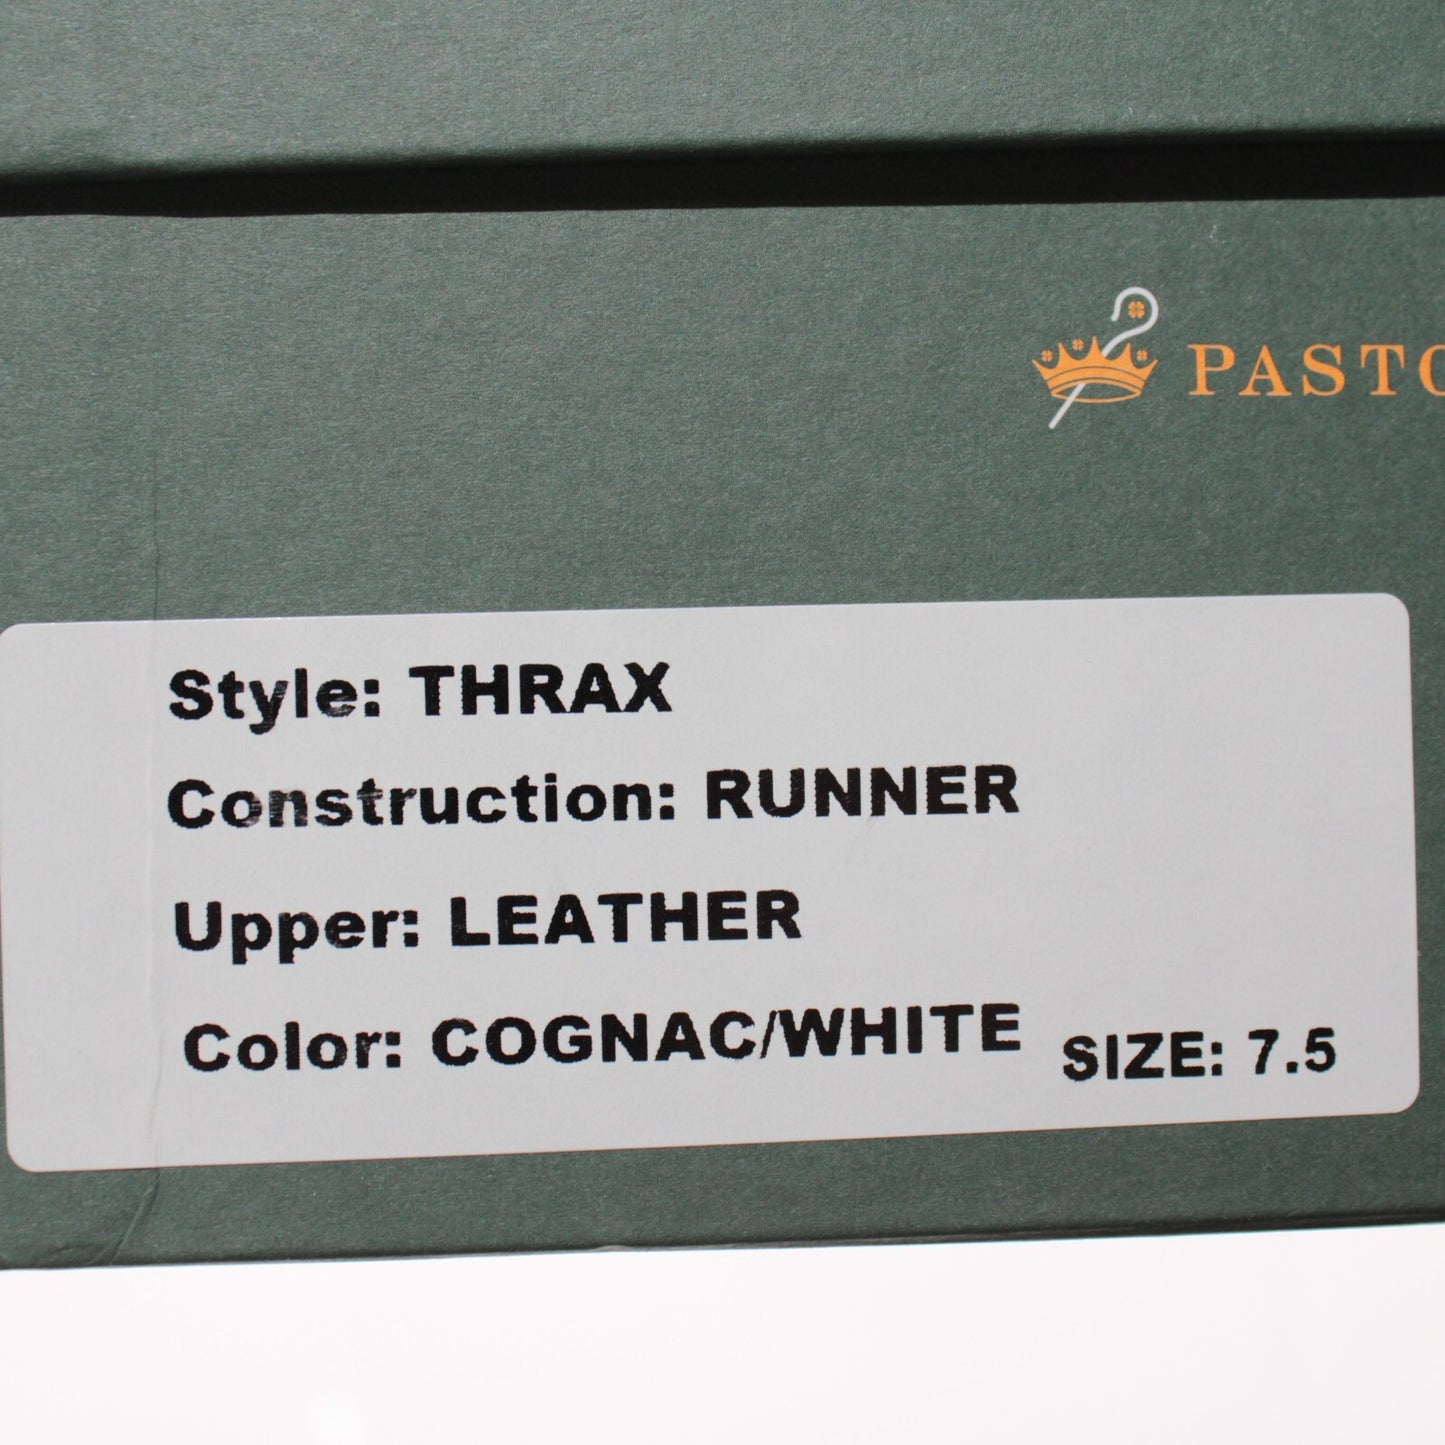 PASTO
Style: THRAX
Construction: RUNNER
Upper: LEATHER
Color: COGNAC/WHITE SIZE: 7.5